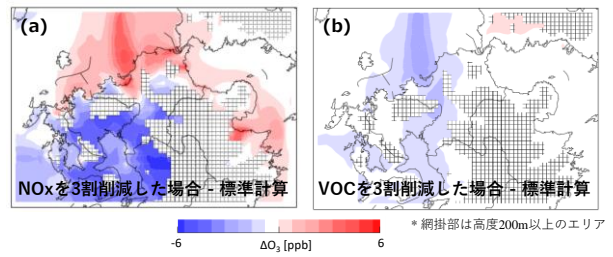 (a)
NOxを3割削減した場合 - 標準計算
(b)
VOCを3割削減した場合 - 標準計算
-6
ΔO₃ [ppb]
6
* 網掛部は高度200m以上のエリア